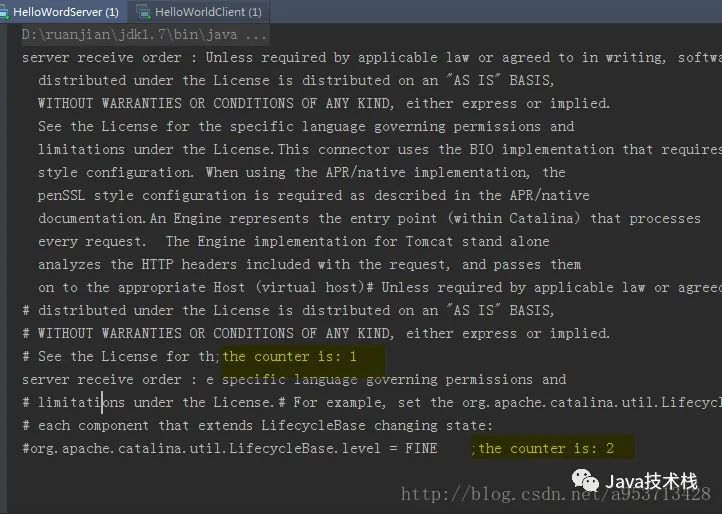 HelloWordServer (1) HelloWorldClient (1)
D:\ruanjian\jdk1.7\bin\java ...
server receive order : Unless required by applicable law or agreed to in writing, softwa
distributed under the License is distributed on an "AS IS" BASIS,
WITHOUT WARRANTIES OR CONDITIONS OF ANY KIND, either express or implied.
See the License for the specific language governing permissions and
limitations under the License.This connector uses the BIO implementation that requires
style configuration. When using the APR/native implementation, the
penSSL style configuration is required as described in the APR/native
documentation.An Engine represents the entry point (within Catalina) that processes
every request.  The Engine implementation for Tomcat stand alone
analyzes the HTTP headers included with the request, and passes them
on to the appropriate Host (virtual host)# Unless required by applicable law or agreed
# distributed under the License is distributed on an "AS IS" BASIS,
# WITHOUT WARRANTIES OR CONDITIONS OF ANY KIND, either express or implied.
# See the License for th;the counter is: 1
server receive order : e specific language governing permissions and
# limitations under the License.# For example, set the org.apache.catalina.util.Lifecycl
# each component that extends LifecycleBase changing state:
#org.apache.catalina.util.LifecycleBase.level = FINE    ;the counter is: 2
Java技术栈
http://blog.csdn.net/a953713428